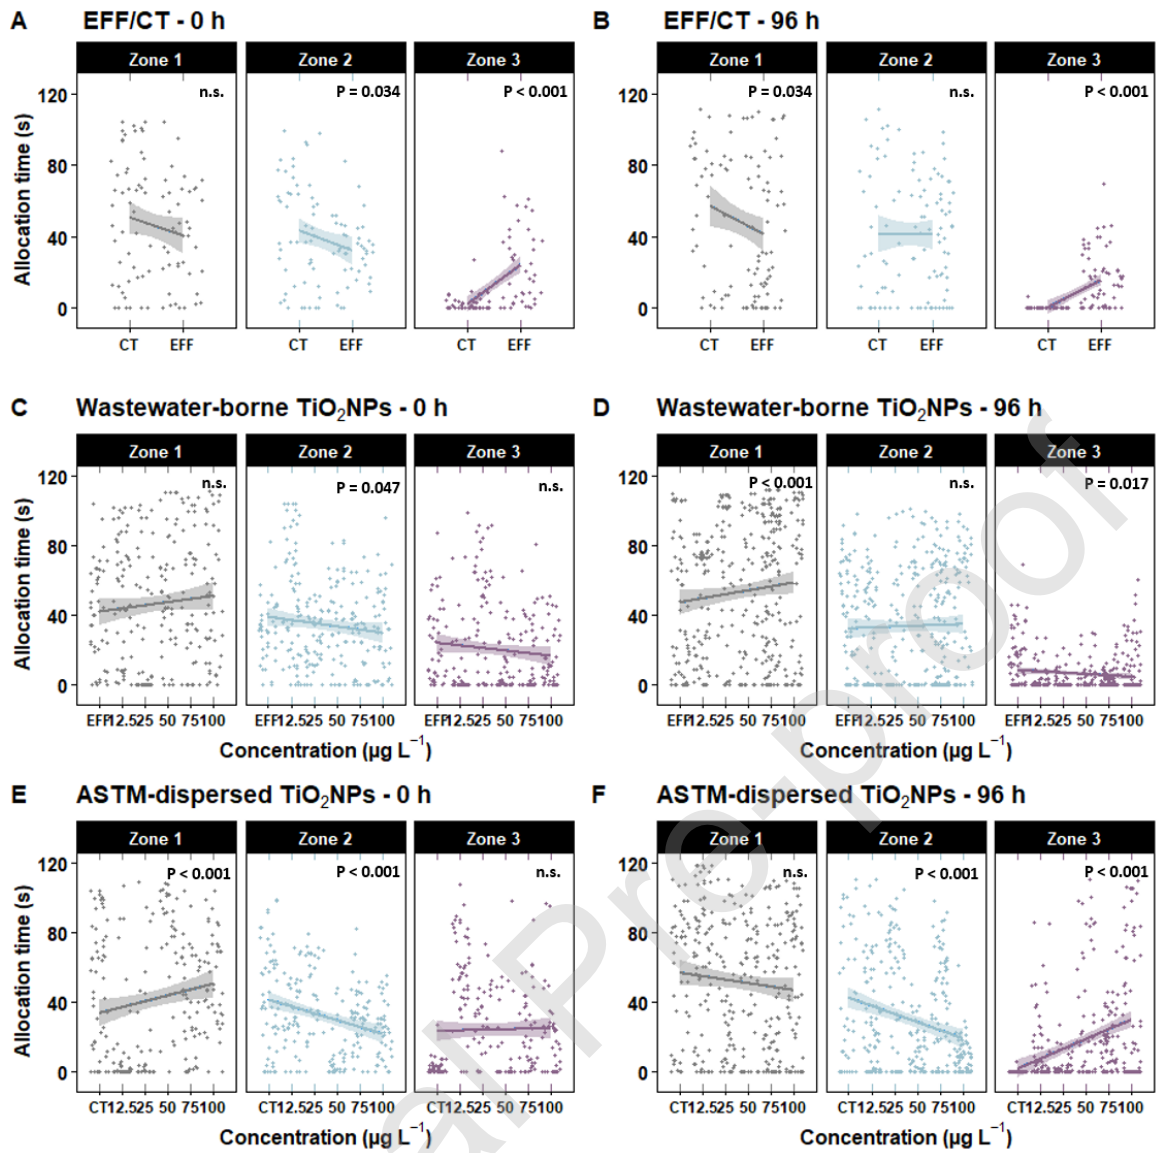 A EFF/CT - 0 h
Zone 1 Zone 2 Zone 3
n.s. P = 0.034 P < 0.001
Allocation time (s)
120
80
40
0
CT EFF CT EFF CT EFF
B EFF/CT - 96 h
Zone 1 Zone 2 Zone 3
P = 0.034 n.s. P < 0.001
120
80
40
0
CT EFF CT EFF CT EFF
C Wastewater-borne TiO₂NPs - 0 h
Zone 1 Zone 2 Zone 3
n.s. P = 0.047 n.s.
Allocation time (s)
120
80
40
0
EFF12.525 50 75100 EFF12.525 50 75100 EFF12.525 50 75100
Concentration (µg L⁻¹)
D Wastewater-borne TiO₂NPs - 96 h
Zone 1 Zone 2 Zone 3
P < 0.001 n.s. P = 0.017
120
80
40
0
EFF12.525 50 75100 EFF12.525 50 75100 EFF12.525 50 75100
Concentration (µg L⁻¹)
E ASTM-dispersed TiO₂NPs - 0 h
Zone 1 Zone 2 Zone 3
P < 0.001 P < 0.001 n.s.
Allocation time (s)
120
80
40
0
CT12.525 50 75100 CT12.525 50 75100 CT12.525 50 75100
Concentration (µg L⁻¹)
F ASTM-dispersed TiO₂NPs - 96 h
Zone 1 Zone 2 Zone 3
n.s. P < 0.001 P < 0.001
120
80
40
0
CT12.525 50 75100 CT12.525 50 75100 CT12.525 50 75100
Concentration (µg L⁻¹)
al Pre-proof